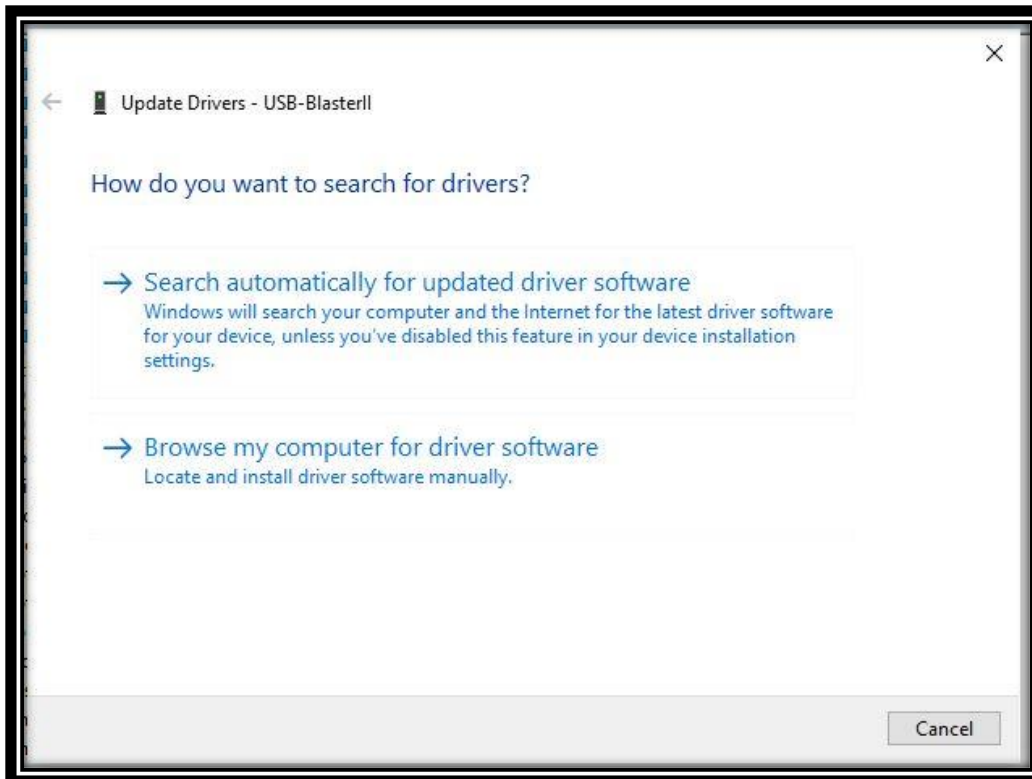 Update Drivers - USB-BlasterII
How do you want to search for drivers?
Search automatically for updated driver software
Windows will search your computer and the Internet for the latest driver software
for your device, unless you've disabled this feature in your device installation
settings.
Browse my computer for driver software
Locate and install driver software manually.
Cancel